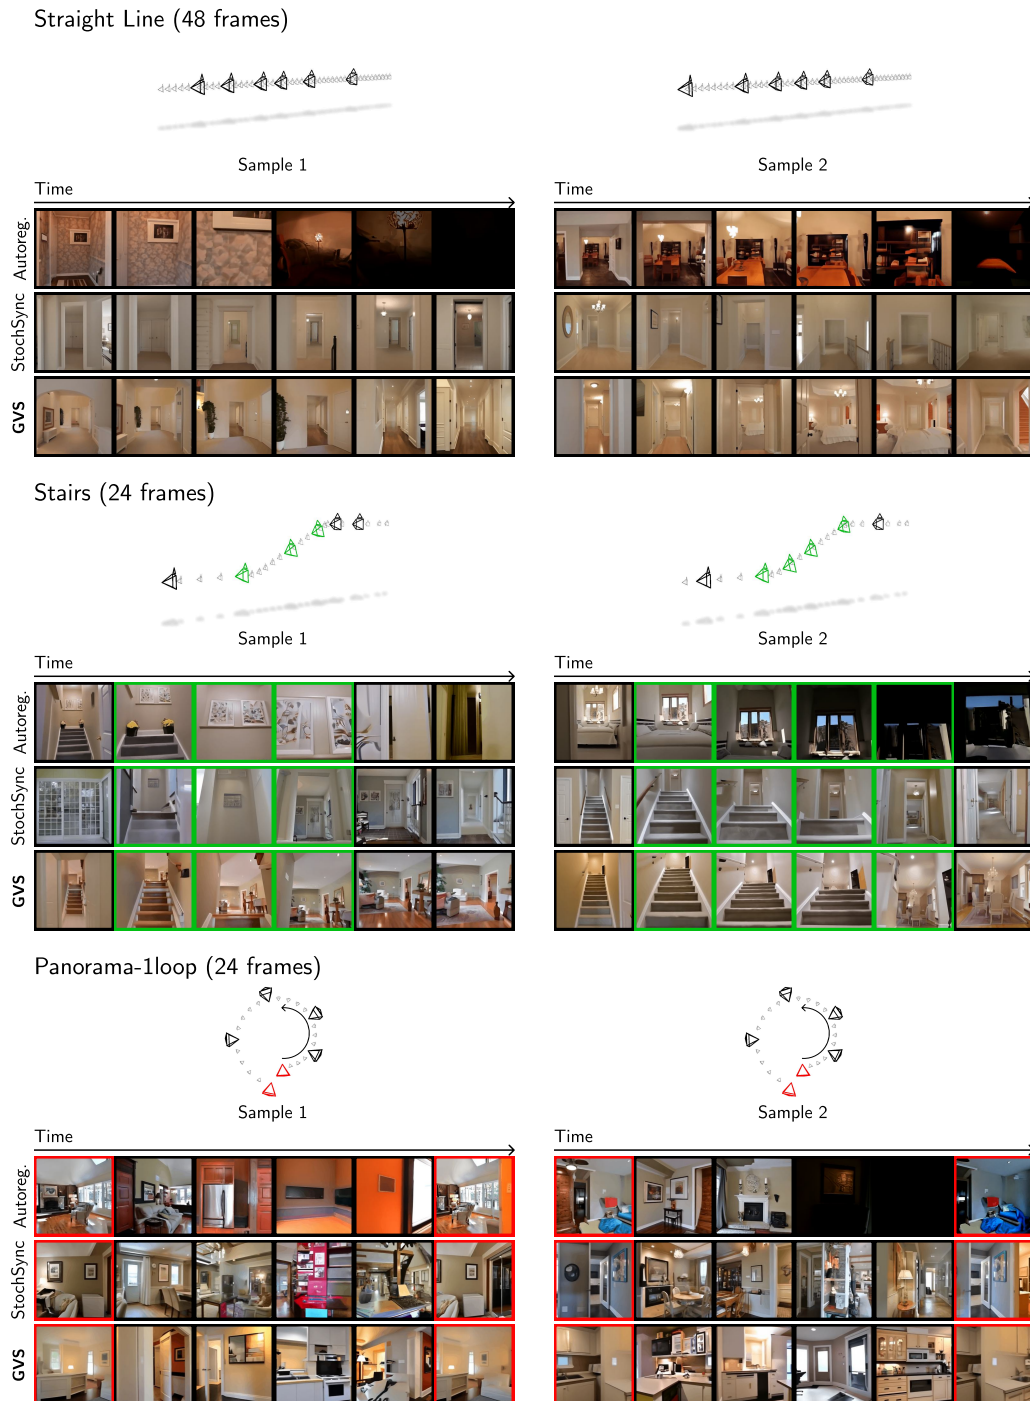 Straight Line (48 frames)
Sample 1
Sample 2
Time
Time
Autoreg.
StochSync
GVS
Stairs (24 frames)
Sample 1
Sample 2
Time
Time
Autoreg.
StochSync
GVS
Panorama-1loop (24 frames)
Sample 1
Sample 2
Time
Time
Autoreg.
StochSync
GVS